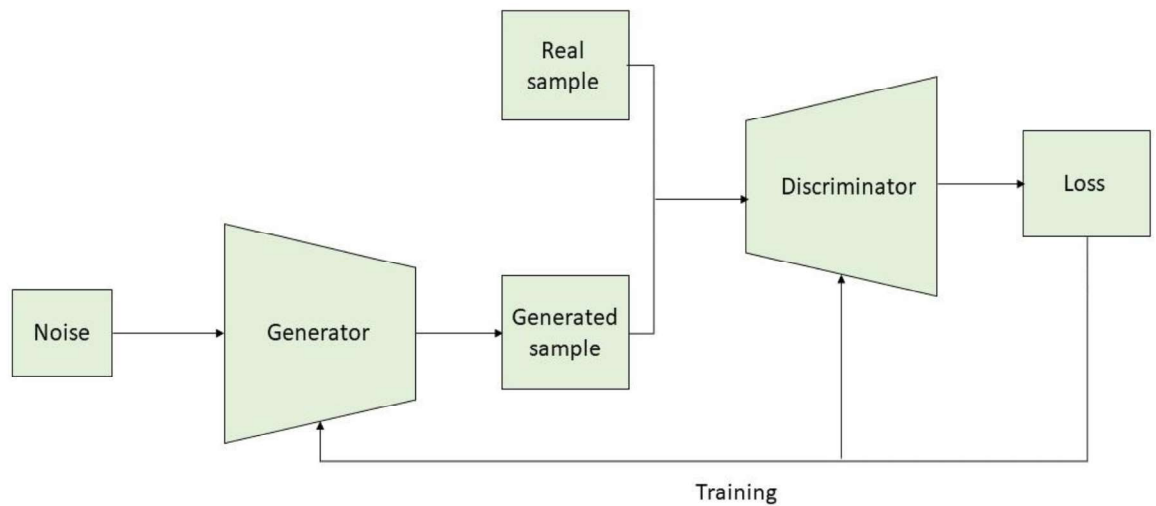 Real
sample
Discriminator
Loss
Noise
Generator
Generated
sample
Training